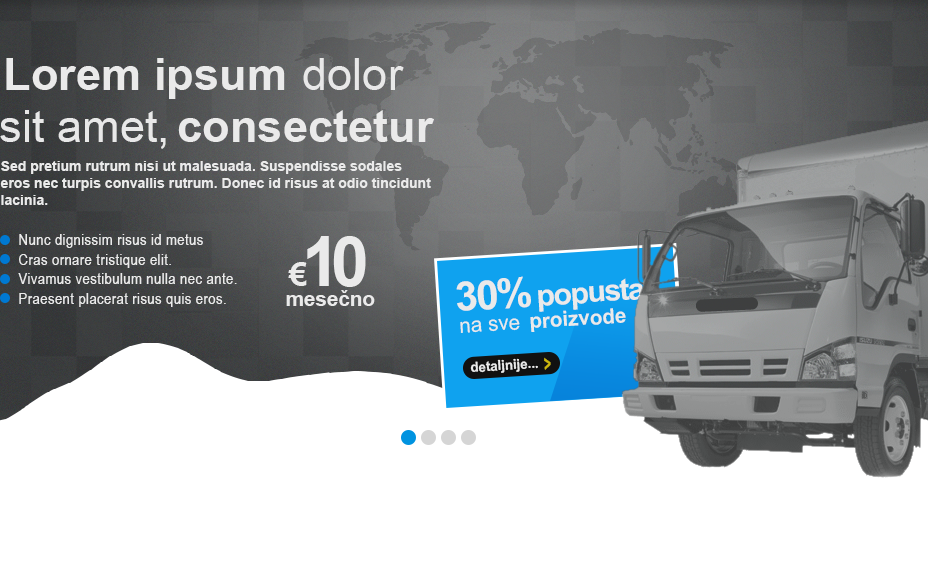 Lorem ipsum dolor
sit amet, consectetur
Sed pretium rutrum nisi ut malesuada. Suspendisse sodales
eros nec turpis convallis rutrum. Donec id risus at odio tincidunt
lacinia.
Nunc dignissim risus id metus
Cras ornare tristique elit.
Vivamus vestibulum nulla nec ante.
Praesent placerat risus quis eros.
€10
mesečno
30% popusta
na sve proizvode
detaljnije...